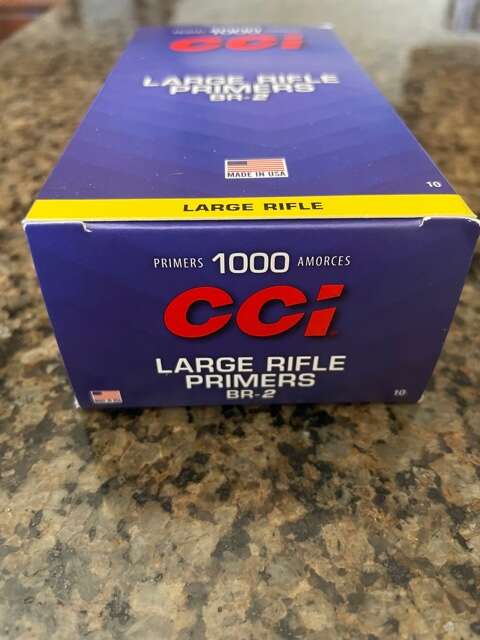 CCi
LARGE RIFLE
PRIMERS
BR-2
MADE IN USA
10
LARGE RIFLE
PRIMERS 1000 AMORCES
CCi
LARGE RIFLE
PRIMERS
BR-2
10